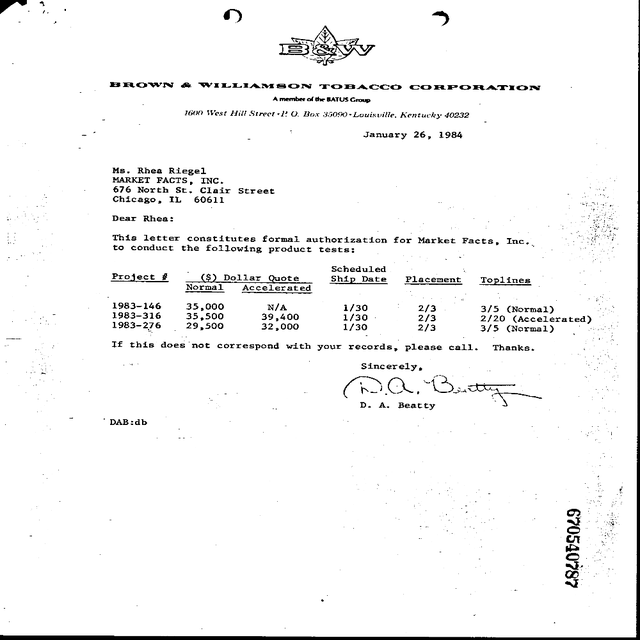 B&W
BROWN & WILLIAMSON TOBACCO CORPORATION
A member of the BATUS Group
1600 West Hill Street • P. O. Box 35090 • Louisville, Kentucky 40232
January 26, 1984
Ms. Rhea Riegel
MARKET FACTS, INC.
676 North St. Clair Street
Chicago, IL 60611
Dear Rhea:
This letter constitutes formal authorization for Market Facts, Inc.
to conduct the following product tests:
Project # ($) Dollar Quote Scheduled Ship Date Placement Toplines
Normal Accelerated
1983-146 35,000 N/A 1/30 2/3 3/5 (Normal)
1983-316 35,500 39,400 1/30 2/3 2/20 (Accelerated)
1983-276 29,500 32,000 1/30 2/3 3/5 (Normal)
If this does not correspond with your records, please call. Thanks.
Sincerely,
D.A. Beatty
D. A. Beatty
DAB:db
670540787